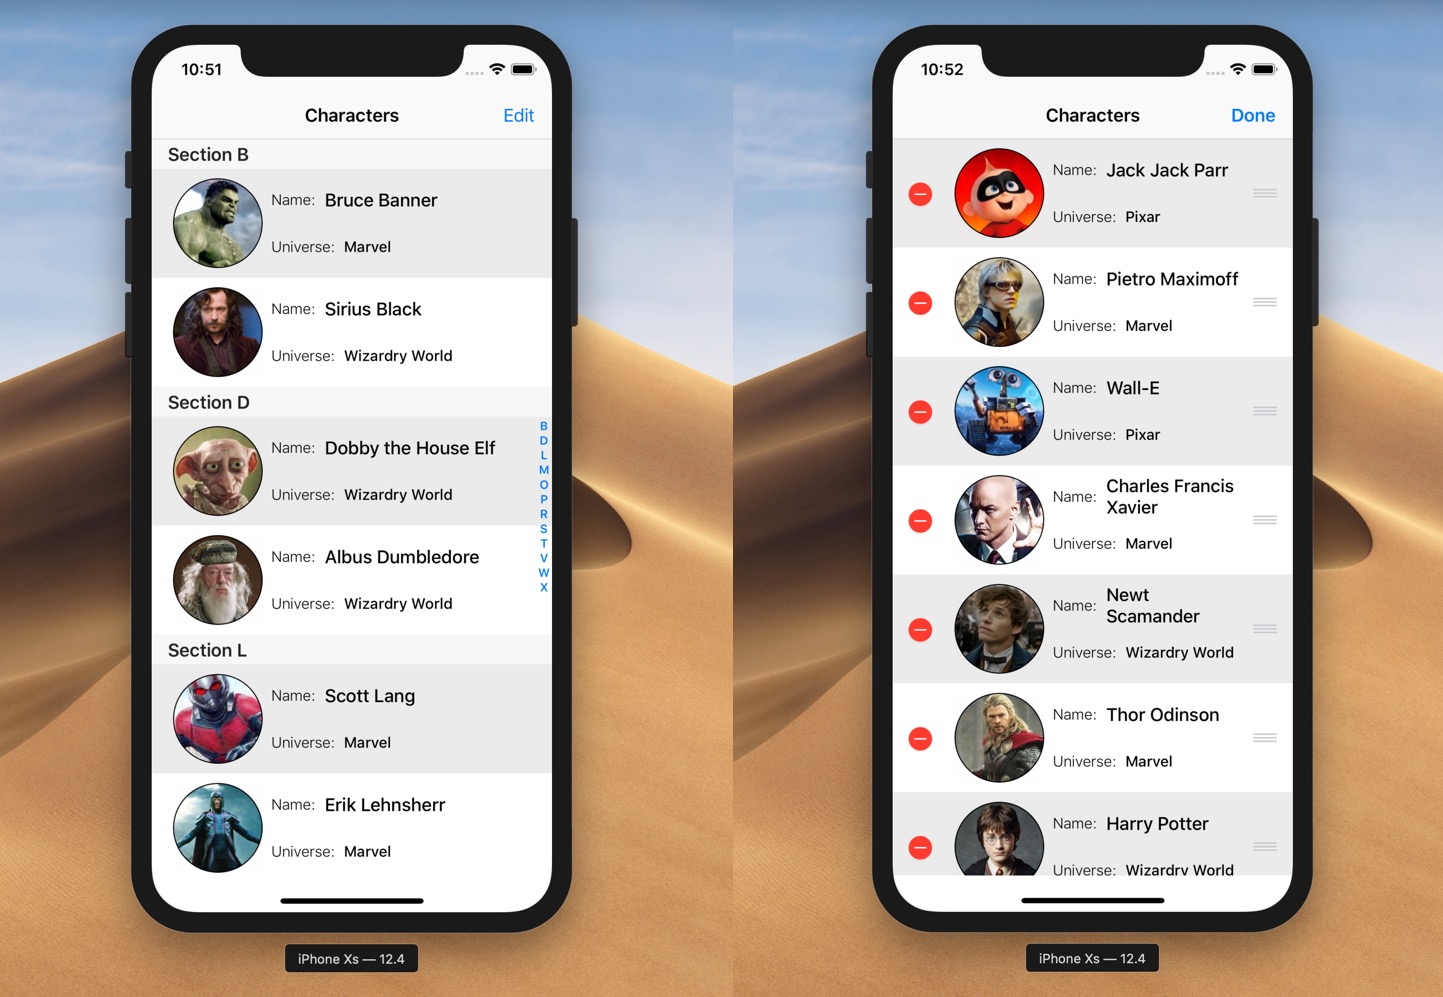 10:51
Characters
Edit
Section B
Name: Bruce Banner
Universe: Marvel
Name: Sirius Black
Universe: Wizardry World
Section D
Name: Dobby the House Elf
Universe: Wizardry World
Name: Albus Dumbledore
Universe: Wizardry World
Section L
Name: Scott Lang
Universe: Marvel
Name: Erik Lehnsherr
Universe: Marvel
B
D
L
M
O
P
R
S
T
V
W
X
iPhone Xs — 12.4
10:52
Characters
Done
Name: Jack Jack Parr
Universe: Pixar
Name: Pietro Maximoff
Universe: Marvel
Name: Wall-E
Universe: Pixar
Name: Charles Francis
Xavier
Universe: Marvel
Name: Newt
Scamander
Universe: Wizardry World
Name: Thor Odinson
Universe: Marvel
Name: Harry Potter
Universe: Wizardry World
iPhone Xs — 12.4